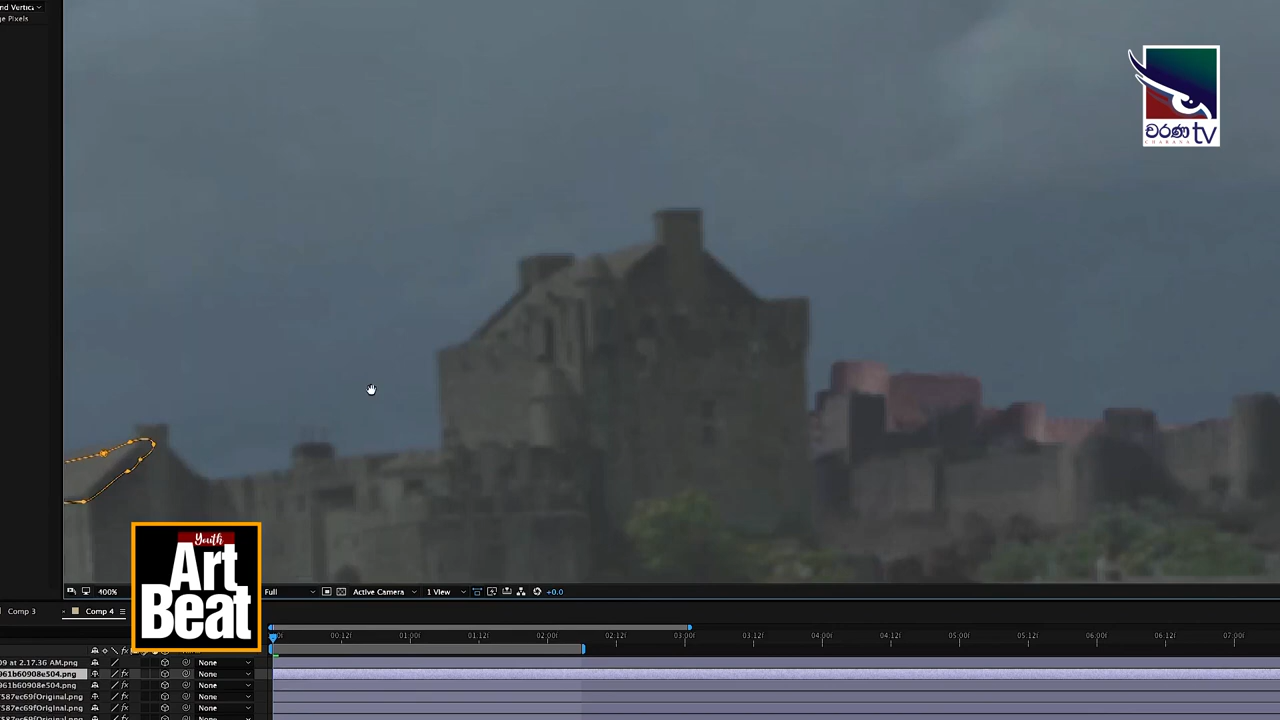 nd Vertica
ge Pixels
චරණ tv
CHARANA
Youth
Art
Beat
400%
Full
Active Camera
1 View
+0.0
Comp 3
Comp 4
00:12f
01:00f
01:12f
02:00f
02:12f
03:00f
03:12f
04:00f
04:12f
05:00f
05:12f
06:00f
06:12f
07:00f
09 at 2.17.36 AM.png
None
961b60908e504.png
None
961b60908e504.png
None
587ec69fOriginal.png
None
587ec69fOriginal.png
None